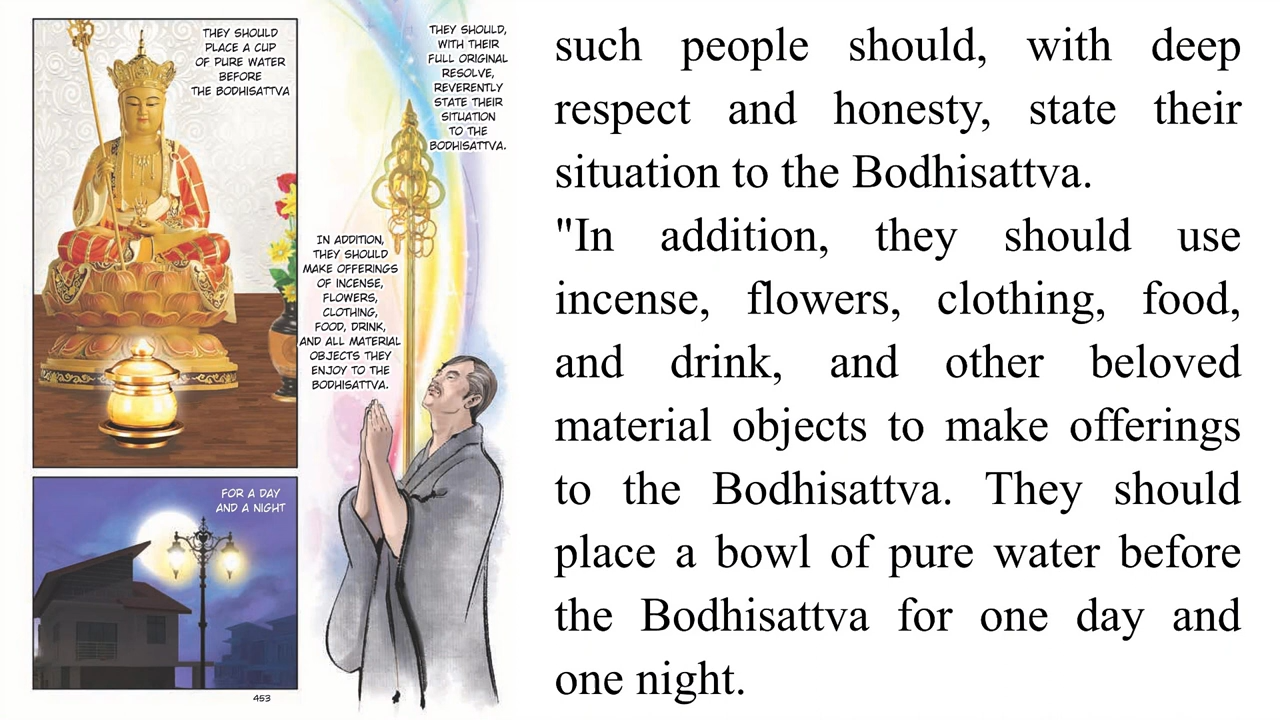 THEY SHOULD
PLACE A CUP
OF PURE WATER
BEFORE
THE BODHISATTVA
THEY SHOULD,
WITH THEIR
FULL ORIGINAL
RESOLVE,
REVERENTLY
STATE THEIR
SITUATION
TO THE
BODHISATTVA.
IN ADDITION,
THEY SHOULD
MAKE OFFERINGS
OF INCENSE,
FLOWERS,
CLOTHING,
FOOD, DRINK,
AND ALL MATERIAL
OBJECTS THEY
ENJOY TO THE
BODHISATTVA.
FOR A DAY
AND A NIGHT
453
such people should, with deep
respect and honesty, state their
situation to the Bodhisattva.
"In addition, they should use
incense, flowers, clothing, food,
and drink, and other beloved
material objects to make offerings
to the Bodhisattva. They should
place a bowl of pure water before
the Bodhisattva for one day and
one night.